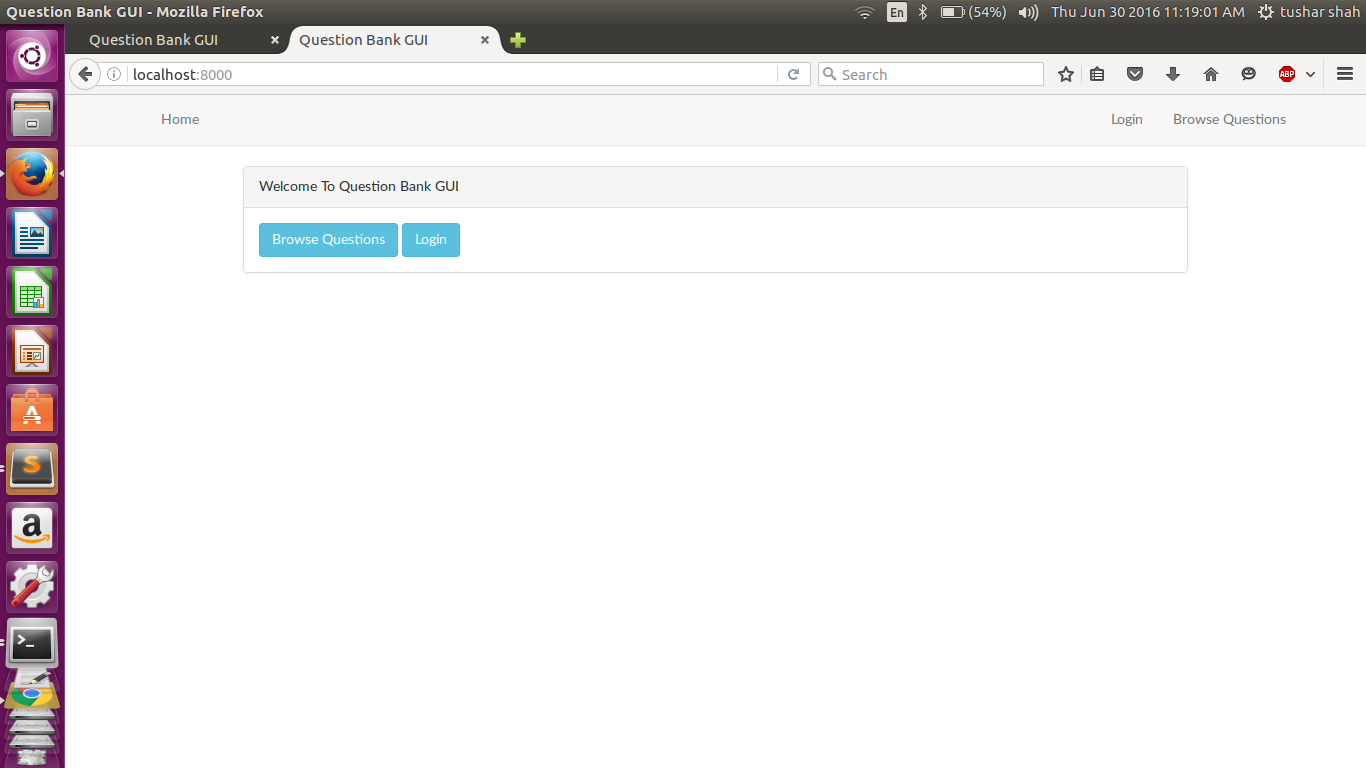 Question Bank GUI - Mozilla Firefox
En
(54%)
Thu Jun 30 2016 11:19:01 AM
tushar shah
Question Bank GUI
Question Bank GUI
localhost:8000
Search
ABP
Home
Login
Browse Questions
Welcome To Question Bank GUI
Browse Questions
Login